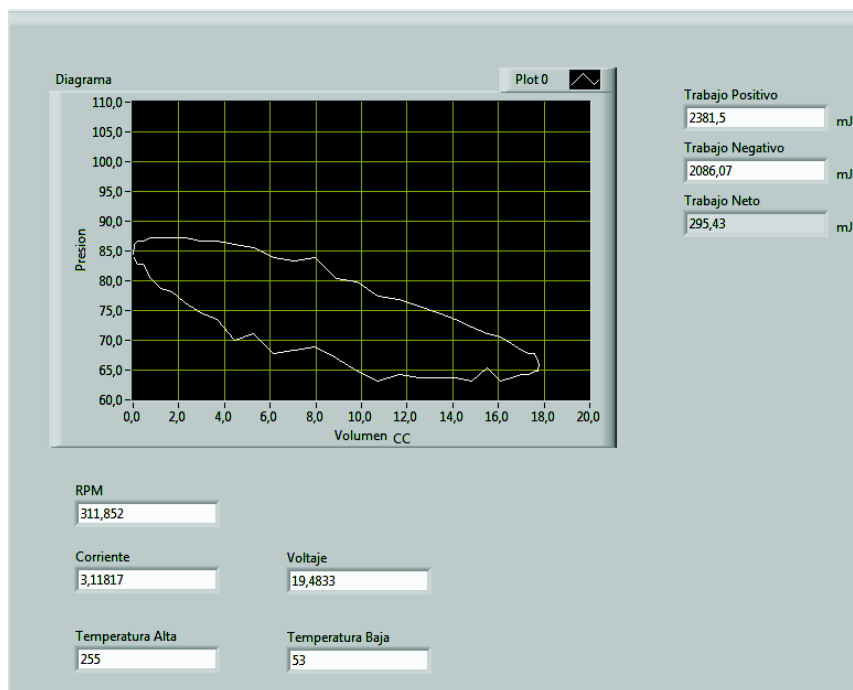 Diagrama
Plot 0
Trabajo Positivo
2381,5 mJ
Trabajo Negativo
2086,07 mJ
Trabajo Neto
295,43 mJ
Presion
110,0
105,0
100,0
95,0
90,0
85,0
80,0
75,0
70,0
65,0
60,0
0,0 2,0 4,0 6,0 8,0 10,0 12,0 14,0 16,0 18,0 20,0
Volumen CC
RPM
311,852
Corriente
3,11817
Voltaje
19,4833
Temperatura Alta
255
Temperatura Baja
53